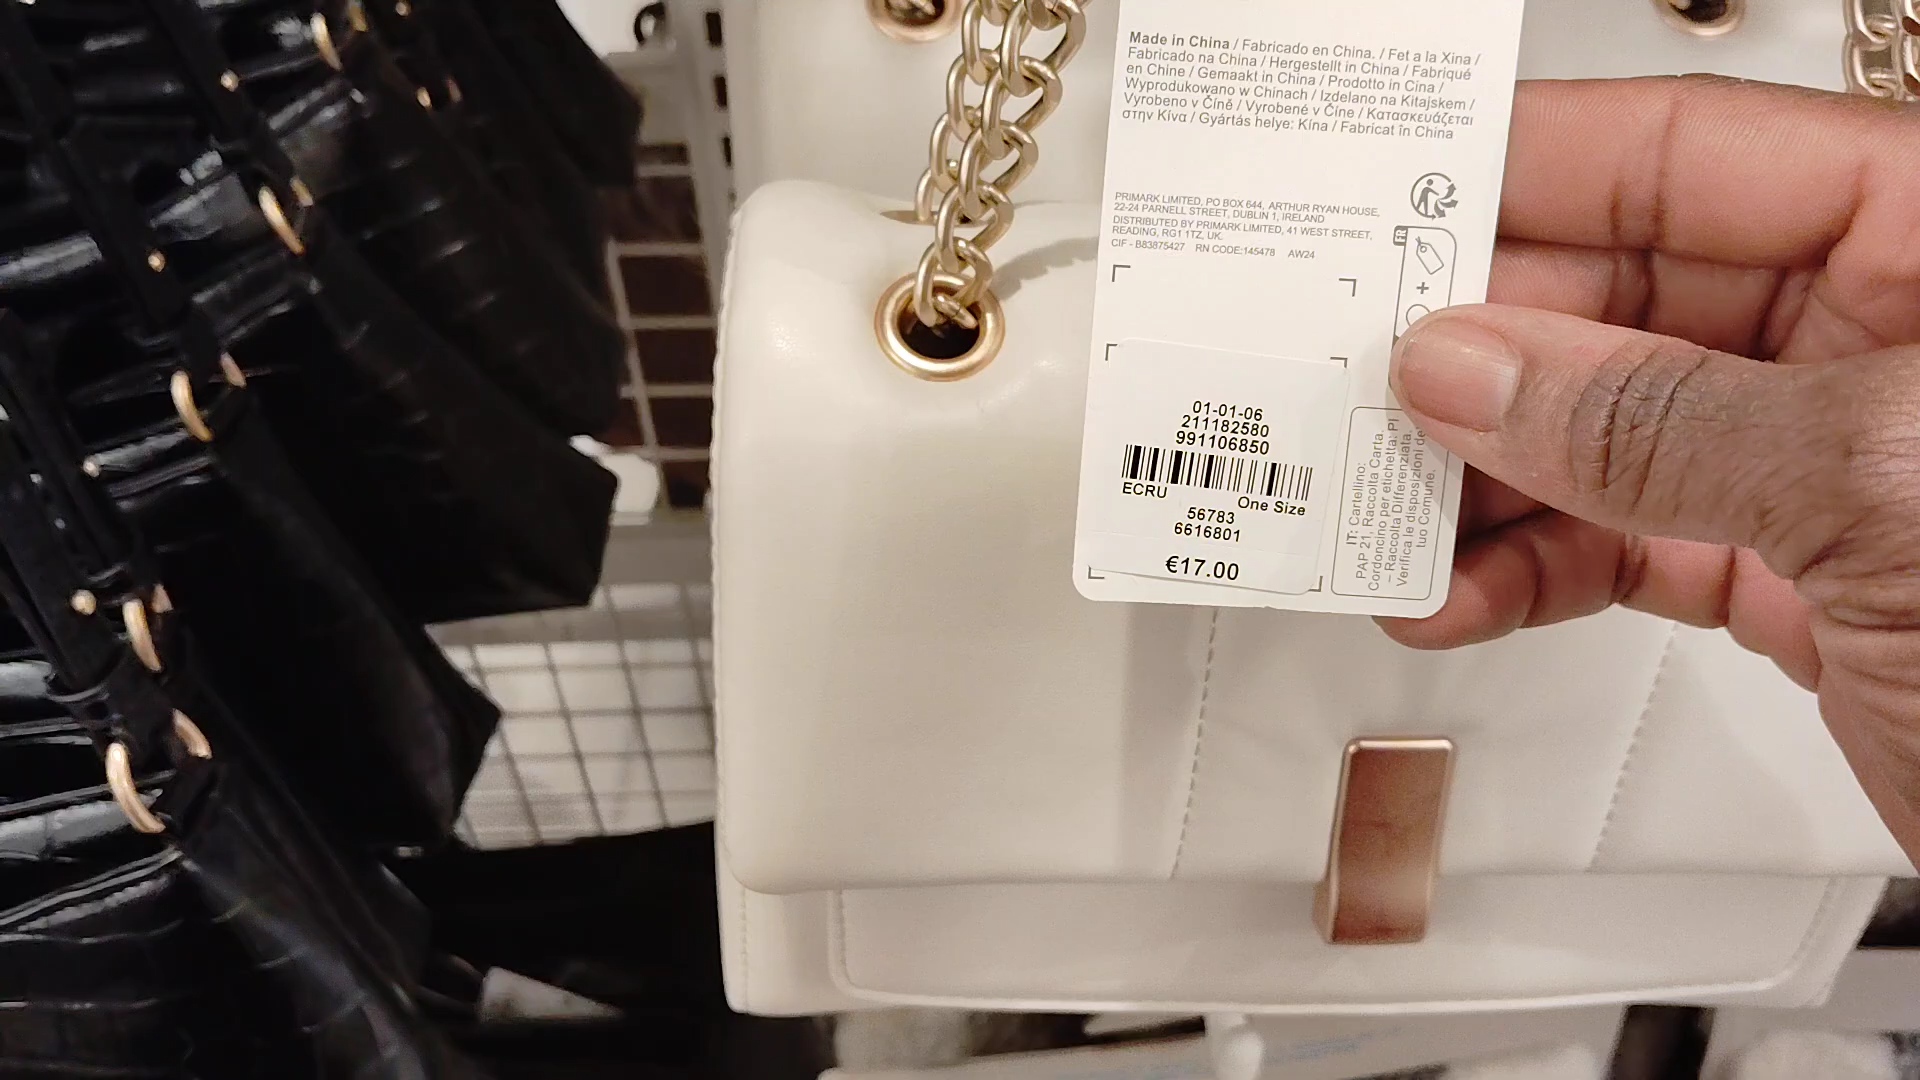 Made in China / Fabricado en China. / Fet a la Xina /
Fabricado na China / Hergestellt in China / Fabriqué
en Chine / Gemaakt in China / Prodotto in Cina /
Wyprodukowano w Chinach / Izdelano na Kitajskem /
Vyrobeno v Číně / Vyrobené v Číne / Κατασκευάζεται
στην Κίνα / Gyártás helye: Kína / Fabricat în China
PRIMARK LIMITED, PO BOX 644, ARTHUR RYAN HOUSE,
22-24 PARNELL STREET, DUBLIN 1, IRELAND
DISTRIBUTED BY PRIMARK LIMITED, 41 WEST STREET,
READING, RG1 1TZ, UK.
CIF - B83875427 RN CODE:145478 AW24
FR
+
01-01-06
211182580
991106850
ECRU One Size
56783
6616801
€17.00
IT: Cartellino:
PAP 21, Raccolta Carta.
Cordoncino per etichetta: Pl
– Raccolta Differenziata.
Verifica le disposizioni de
tuo Comune.